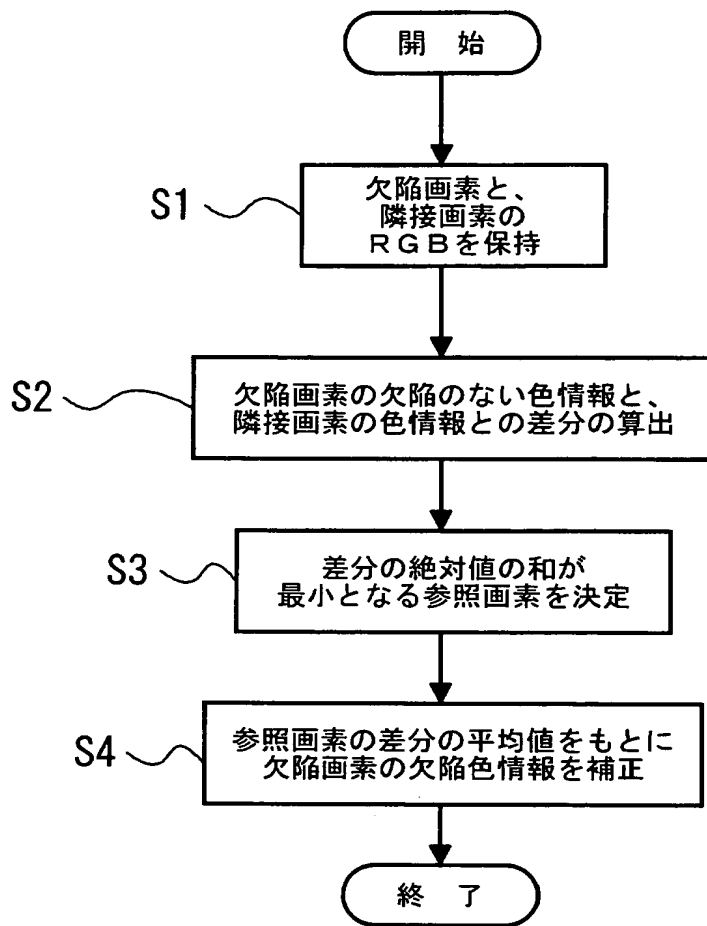 開 始
S1
欠陥画素と、
隣接画素の
RGBを保持
S2
欠陥画素の欠陥のない色情報と、
隣接画素の色情報との差分の算出
S3
差分の絶対値の和が
最小となる参照画素を決定
S4
参照画素の差分の平均値をもとに
欠陥画素の欠陥色情報を補正
終 了